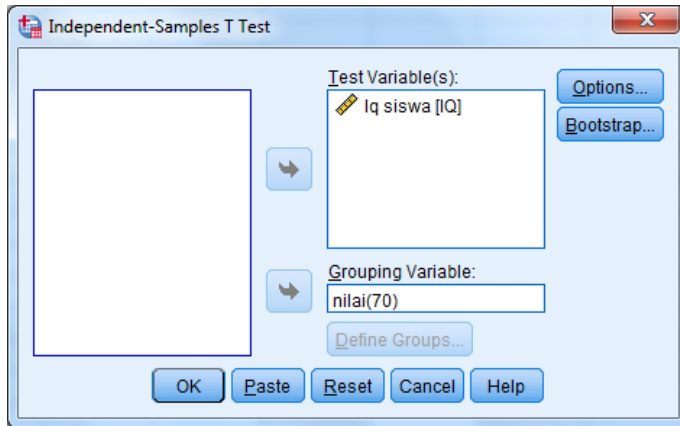 Independent-Samples T Test
X
Test Variable(s):
Iq siswa [IQ]
Options...
Bootstrap...
Grouping Variable:
nilai(70)
Define Groups...
OK Paste Reset Cancel Help